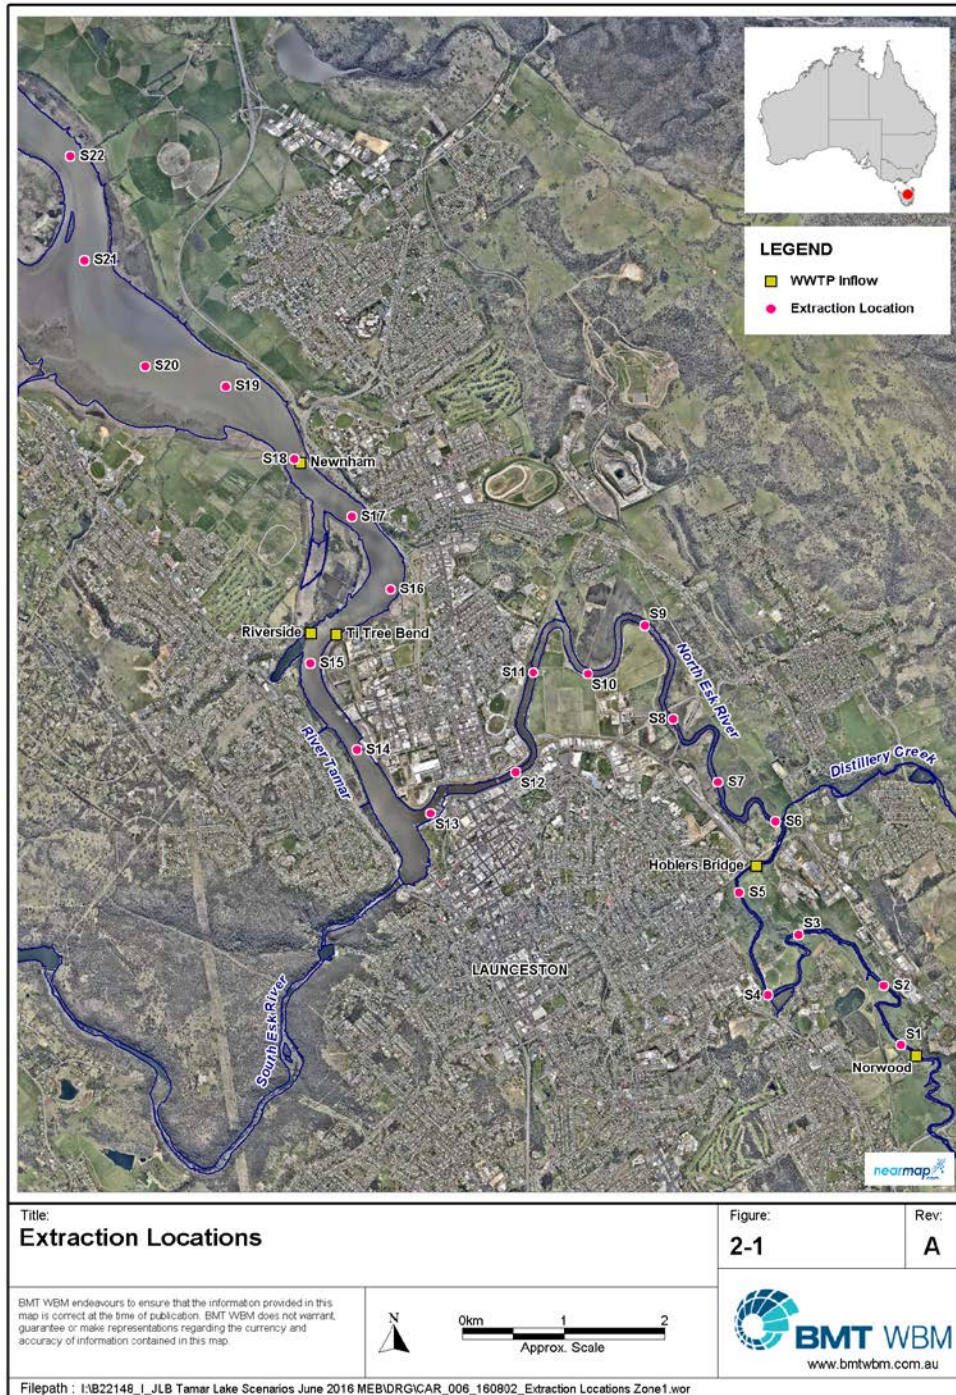 S22
S21
S20
S19
S18
Newnham
S17
S16
Riverside
Ti Tree Bend
S15
S14
River Tamar
S13
S12
S11
S10
S9
North Esk River
S8
S7
Distillery Creek
S6
Hoblers Bridge
S5
S3
S4
S2
S1
Norwood
LAUNCESTON
South Esk River
LEGEND
WWTP Inflow
Extraction Location
nearmap
.com
Title:
Extraction Locations
Figure:
2-1
Rev:
A
BMT WBM endeavours to ensure that the information provided in this
map is correct at the time of publication. BMT WBM does not warrant,
guarantee or make representations regarding the currency and
accuracy of information contained in this map.
N
0km 1 2
Approx. Scale
BMT WBM
www.bmtwbm.com.au
Filepath : I:\B22148_I_JLB Tamar Lake Scenarios June 2016 MEB\DRG\CAR_006_160802_Extraction Locations Zone1.wor